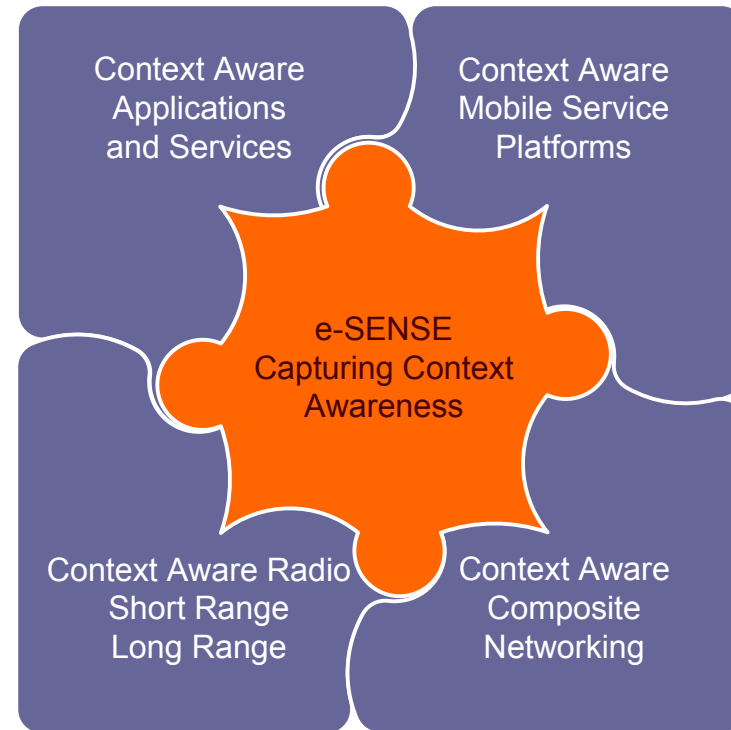 Context Aware
Applications
and Services
Context Aware
Mobile Service
Platforms
e-SENSE
Capturing Context
Awareness
Context Aware Radio
Short Range
Long Range
Context Aware
Composite
Networking